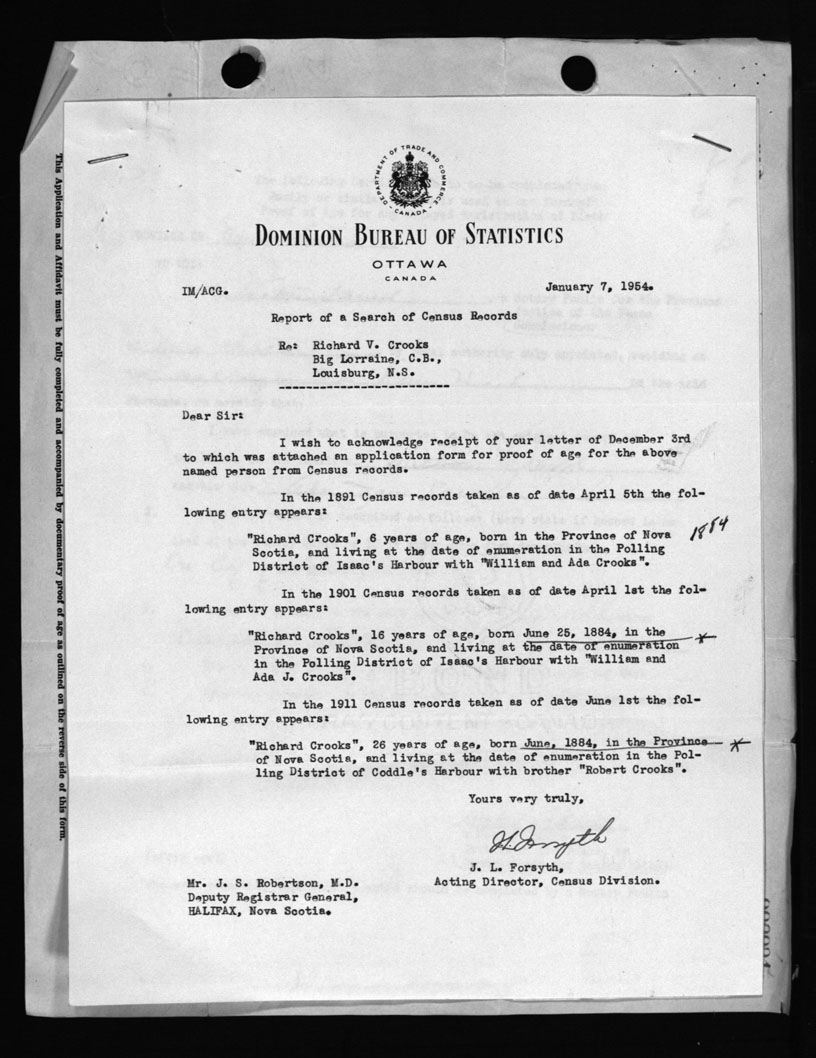 DEPARTMENT OF TRADE AND COMMERCE
CANADA
DOMINION BUREAU OF STATISTICS
OTTAWA
CANADA
IM/ACG.
January 7, 1954.
Report of a Search of Census Records
Re: Richard V. Crooks
Big Lorraine, C.B.,
Louisburg, N.S.
Dear Sir:
I wish to acknowledge receipt of your letter of December 3rd
to which was attached an application form for proof of age for the above
named person from Census records.
In the 1891 Census records taken as of date April 5th the fol-
lowing entry appears:
"Richard Crooks", 6 years of age, born in the Province of Nova
Scotia, and living at the date of enumeration in the Polling
District of Isaac's Harbour with "William and Ada Crooks".
1884
In the 1901 Census records taken as of date April 1st the fol-
lowing entry appears:
"Richard Crooks", 16 years of age, born June 25, 1884, in the
Province of Nova Scotia, and living at the date of enumeration
in the Polling District of Isaac's Harbour with "William and
Ada J. Crooks".
In the 1911 Census records taken as of date June 1st the fol-
lowing entry appears:
"Richard Crooks", 26 years of age, born June, 1884, in the Province
of Nova Scotia, and living at the date of enumeration in the Pol-
ling District of Coddle's Harbour with brother "Robert Crooks".
Yours very truly,
J. L. Forsyth,
Acting Director, Census Division.
Mr. J. S. Robertson, M.D.
Deputy Registrar General,
HALIFAX, Nova Scotia.
This Application and Affidavit must be fully completed and accompanied by documentary proof of age as outlined on the reverse side of this form.